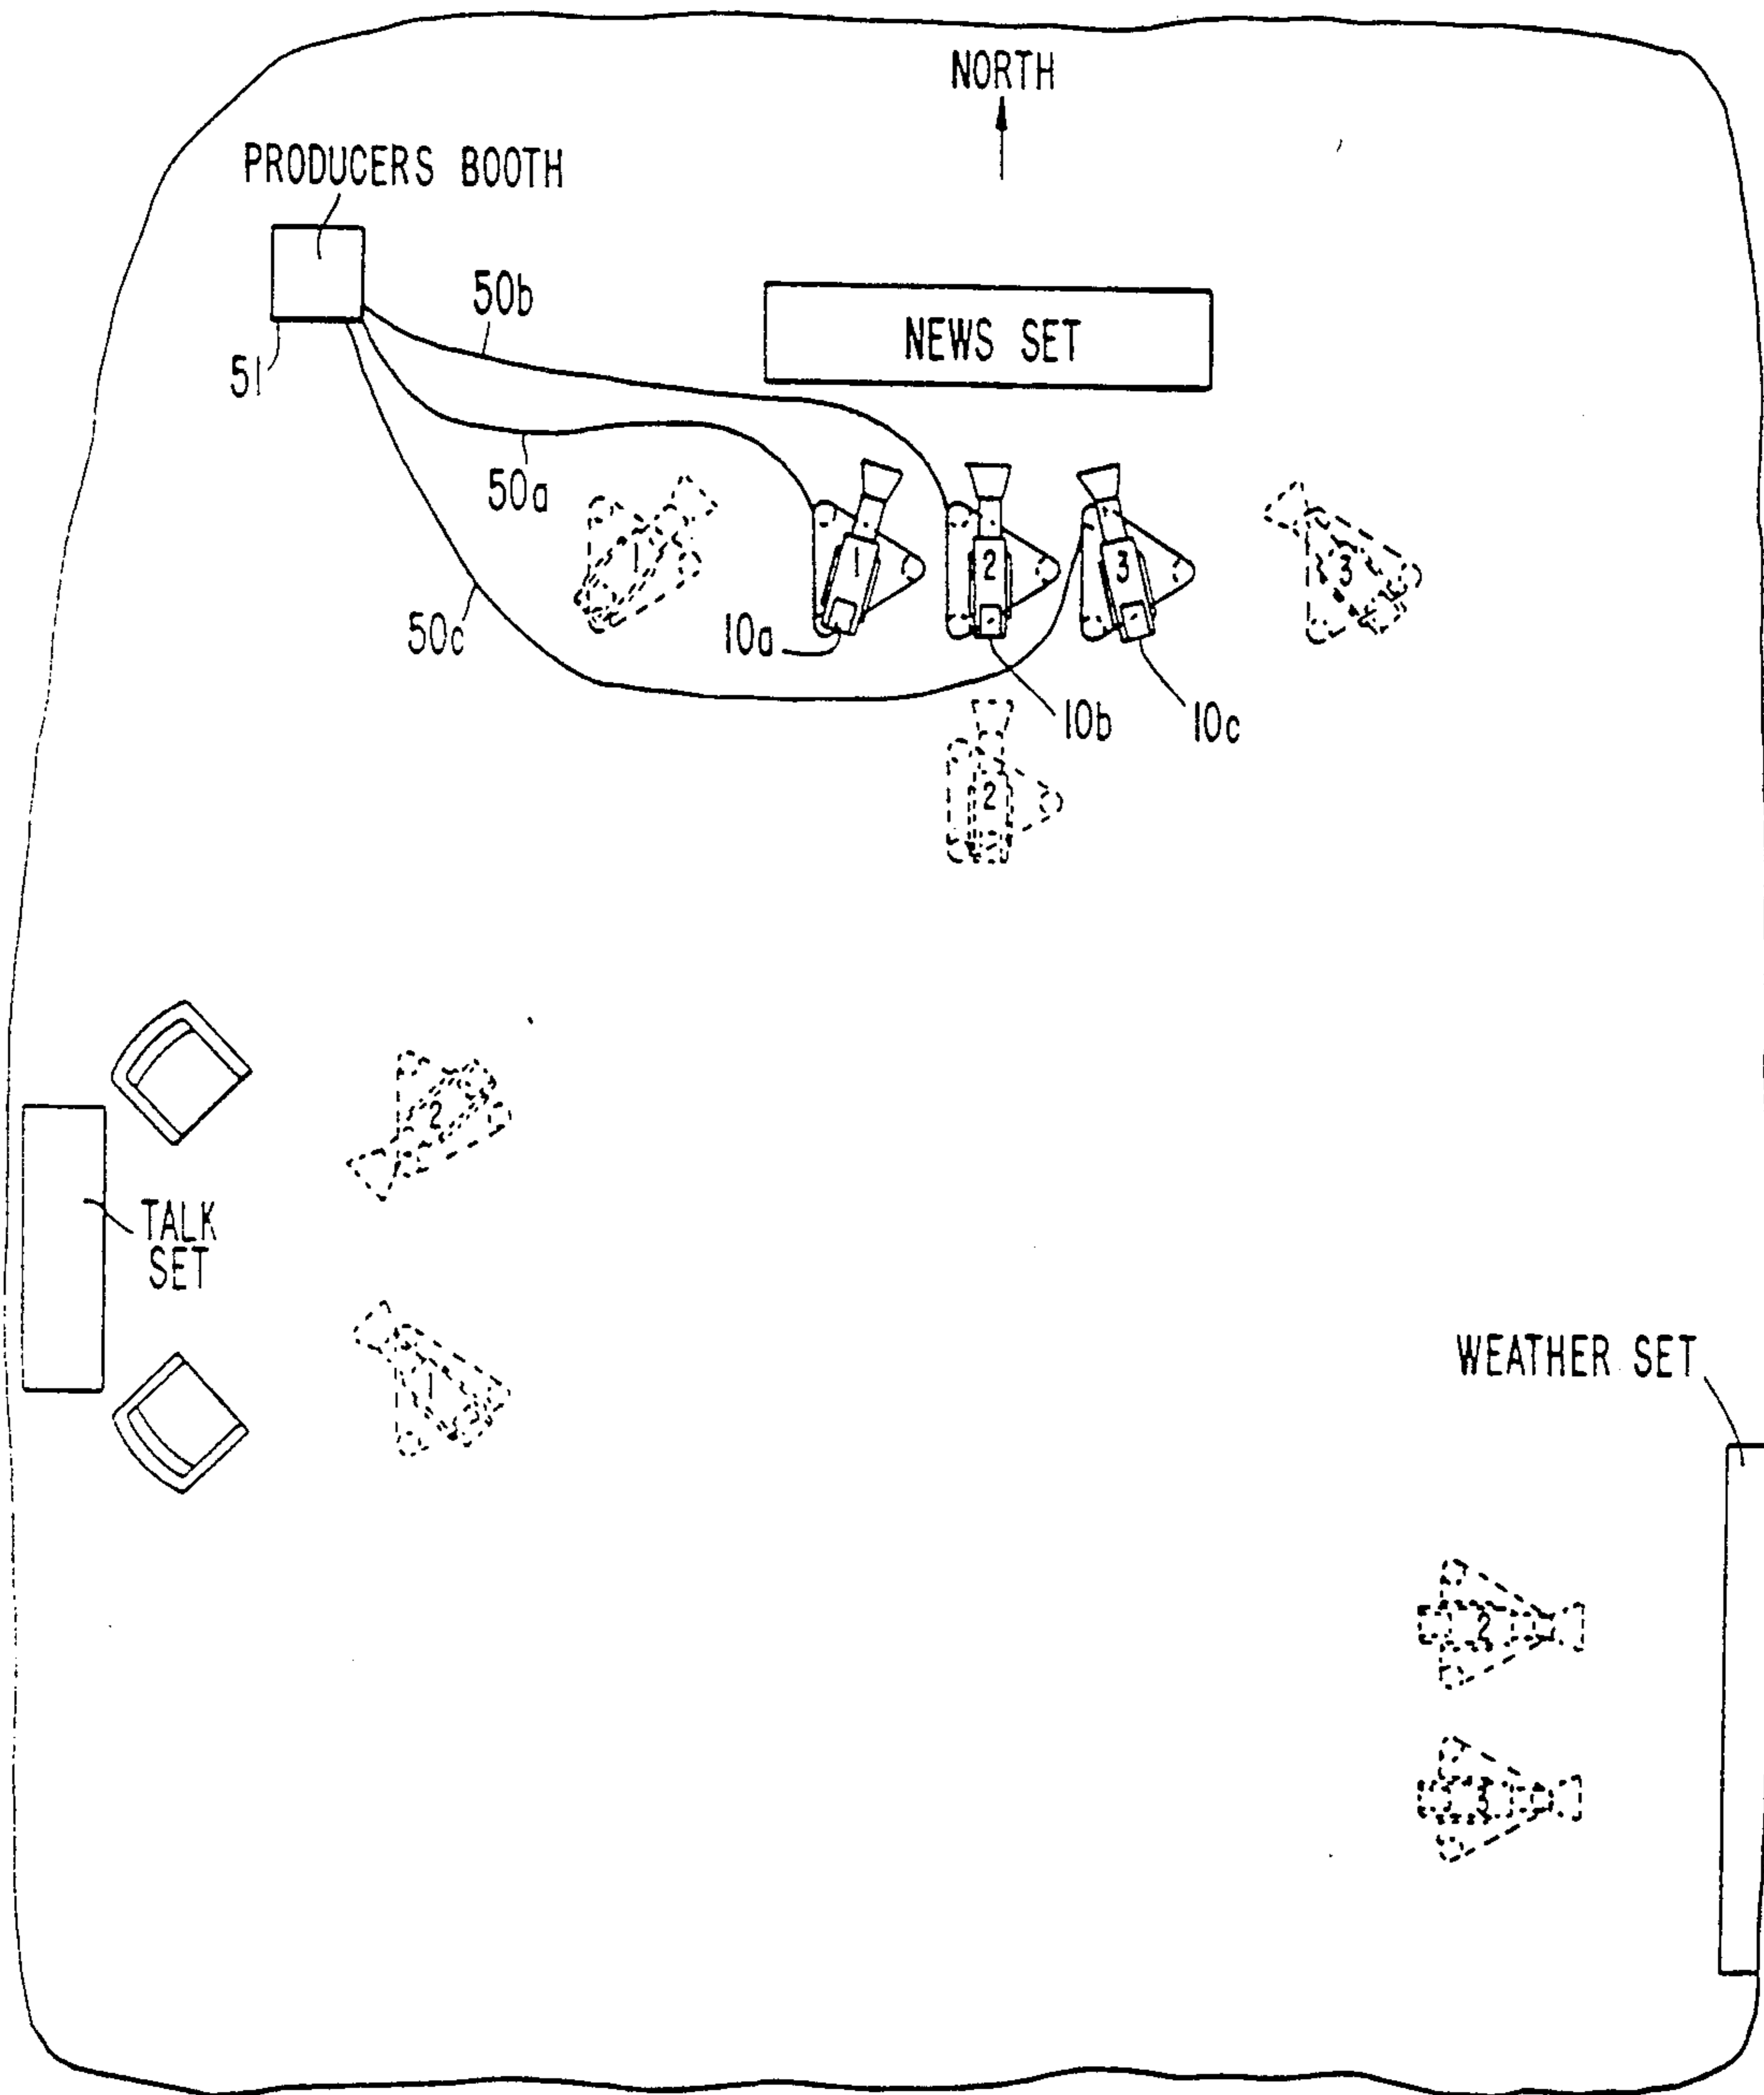 NORTH
PRODUCERS BOOTH
50b
NEWS SET
51
50a
1
1
2
3
3
50c
10a
10b
10c
2
2
TALK
SET
1
WEATHER SET
2
3